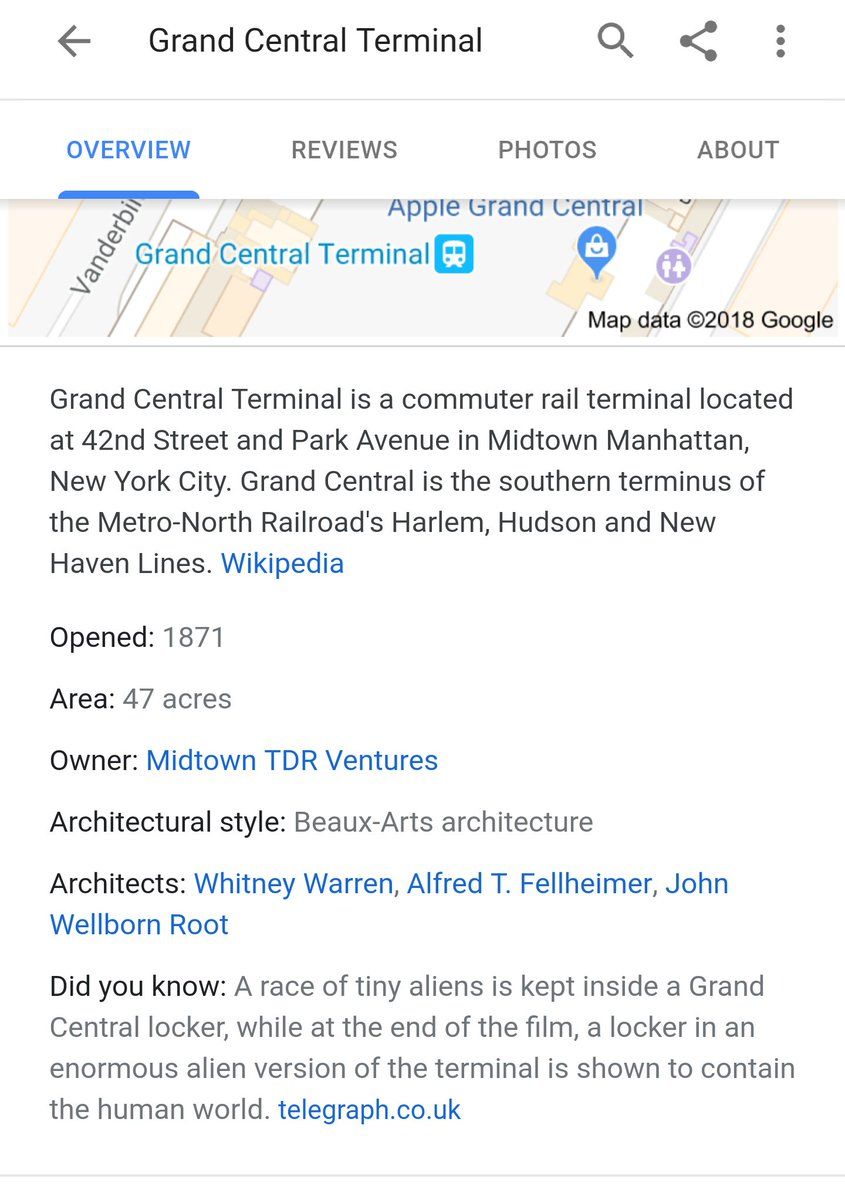 Grand Central Terminal
OVERVIEW REVIEWS PHOTOS ABOUT
Apple Grand Central
Grand Central Terminal
Map data ©2018 Google
Grand Central Terminal is a commuter rail terminal located
at 42nd Street and Park Avenue in Midtown Manhattan,
New York City. Grand Central is the southern terminus of
the Metro-North Railroad's Harlem, Hudson and New
Haven Lines. Wikipedia
Opened: 1871
Area: 47 acres
Owner: Midtown TDR Ventures
Architectural style: Beaux-Arts architecture
Architects: Whitney Warren, Alfred T. Fellheimer, John
Wellborn Root
Did you know: A race of tiny aliens is kept inside a Grand
Central locker, while at the end of the film, a locker in an
enormous alien version of the terminal is shown to contain
the human world. telegraph.co.uk